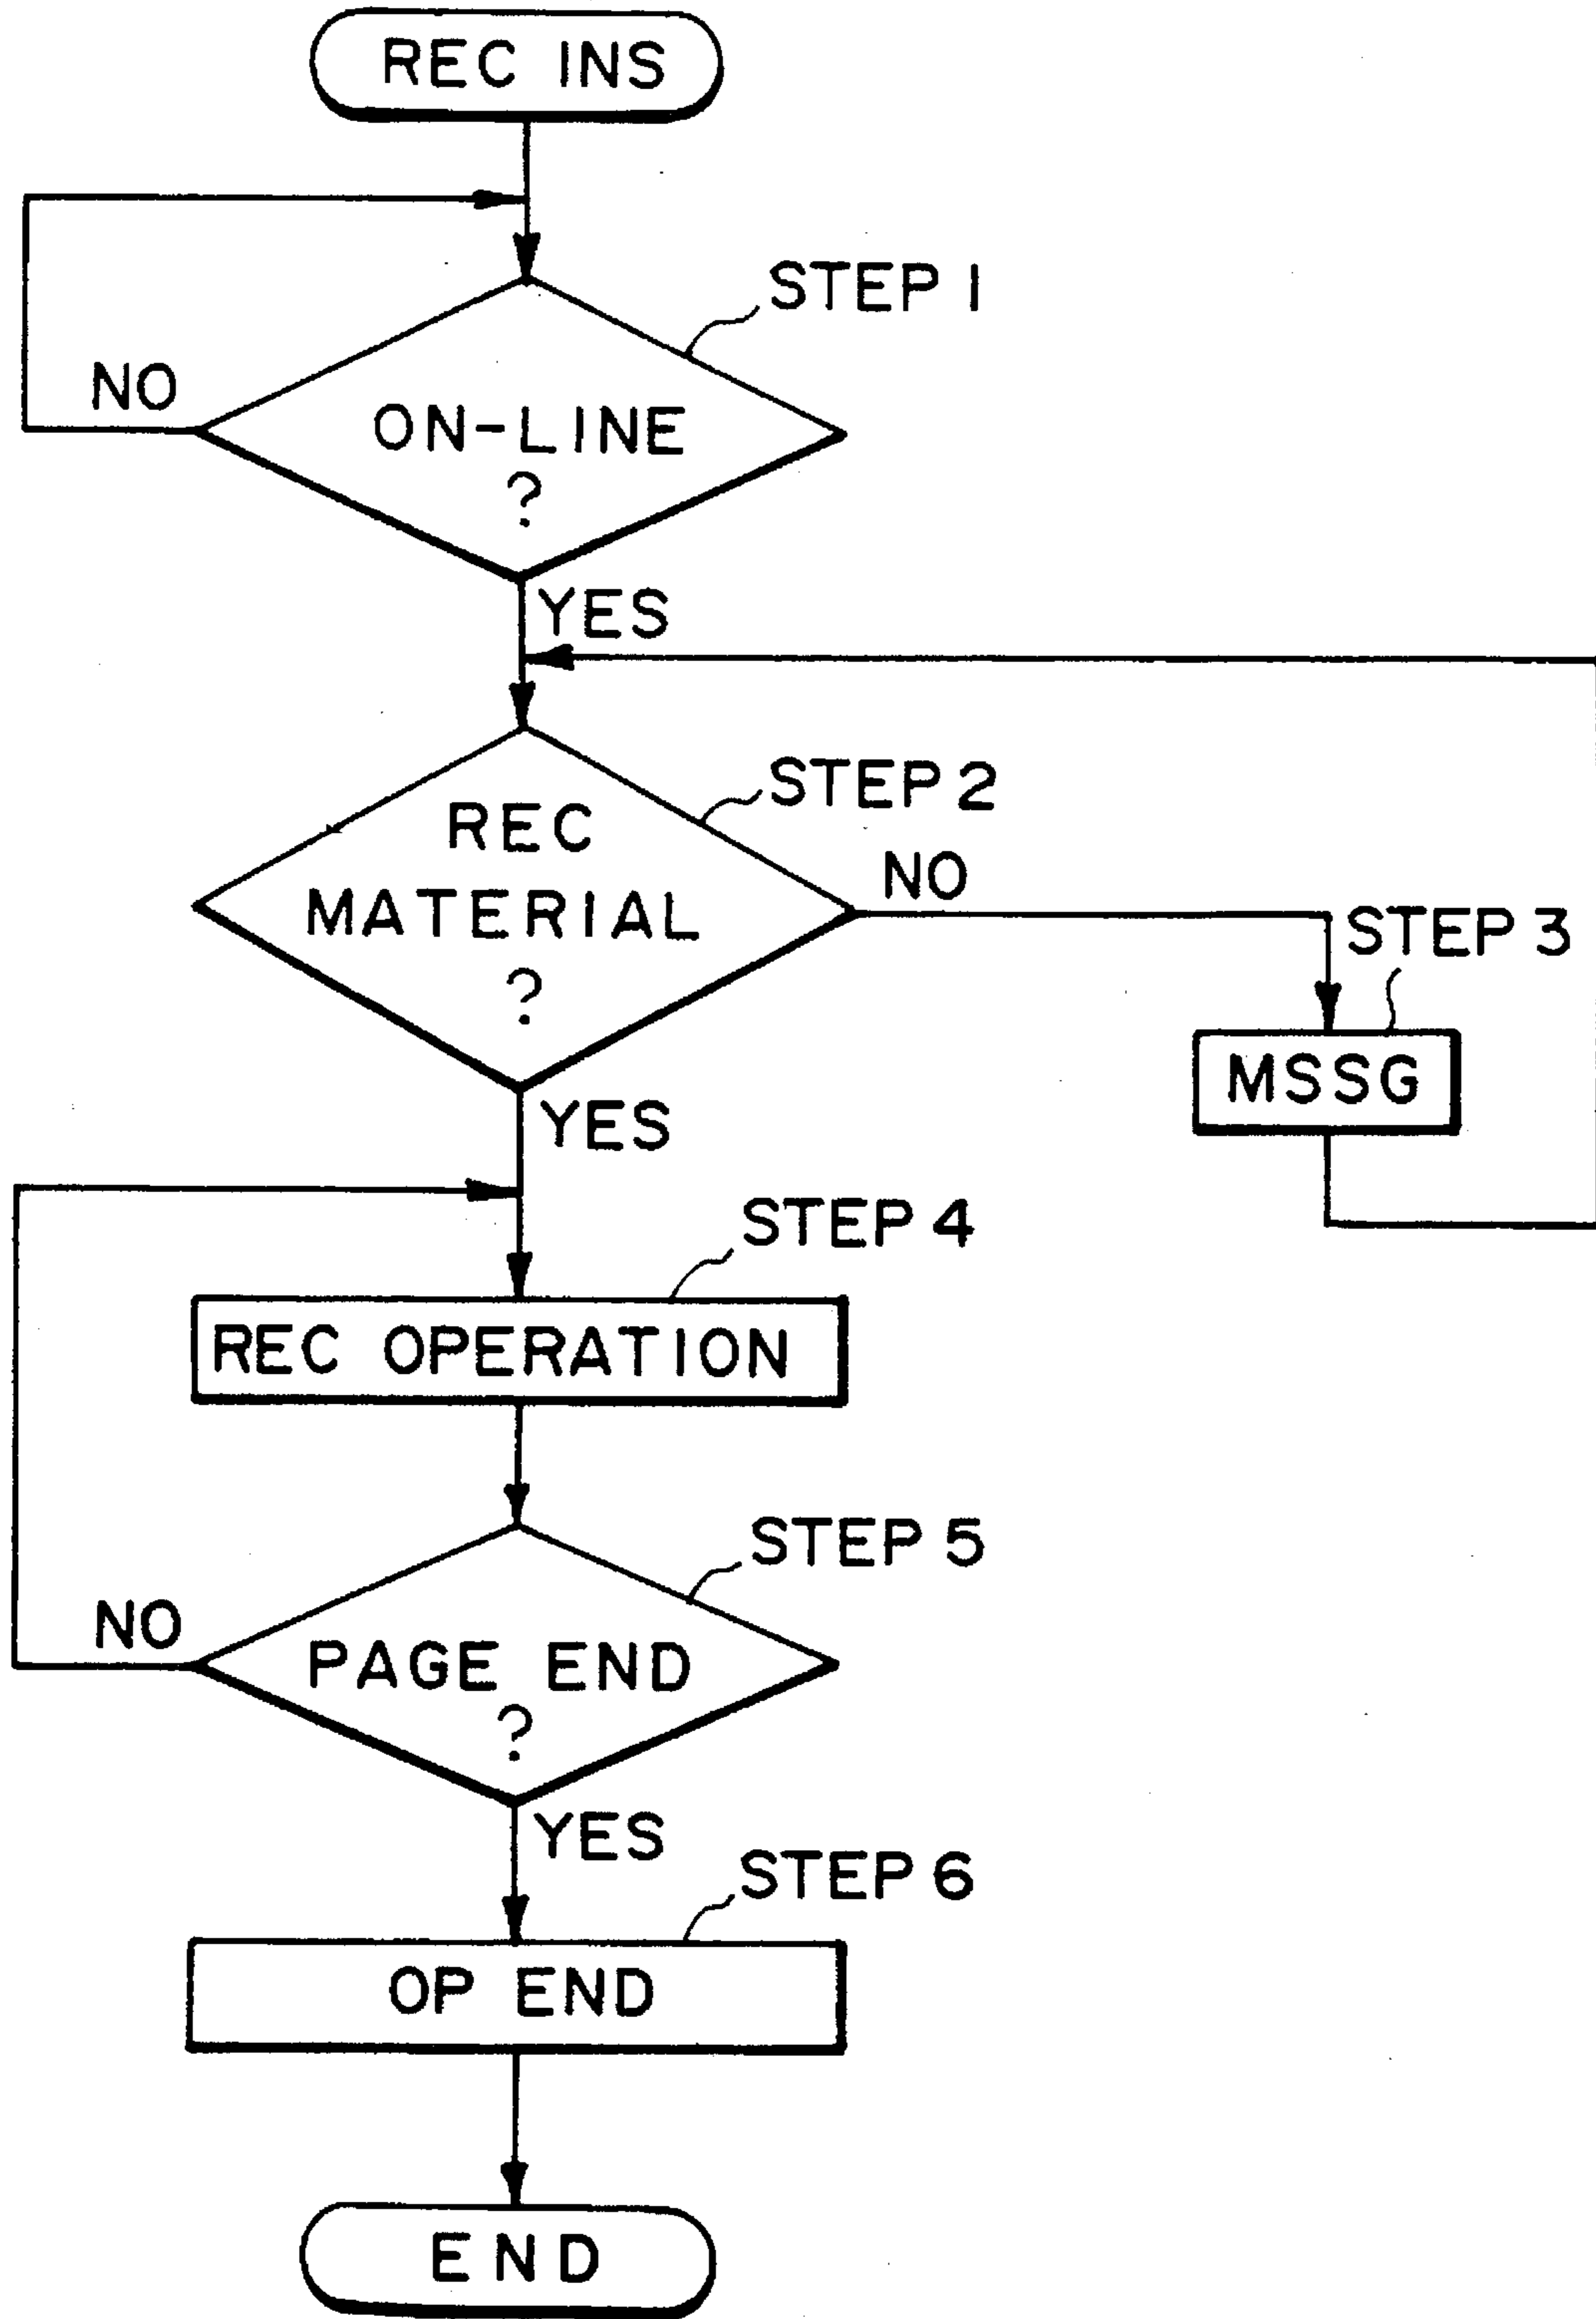 REC INS
STEP 1
NO
ON-LINE
?
YES
STEP 2
REC
MATERIAL
?
NO
STEP 3
MSSG
YES
STEP 4
REC OPERATION
STEP 5
NO
PAGE END
?
YES
STEP 6
OP END
END